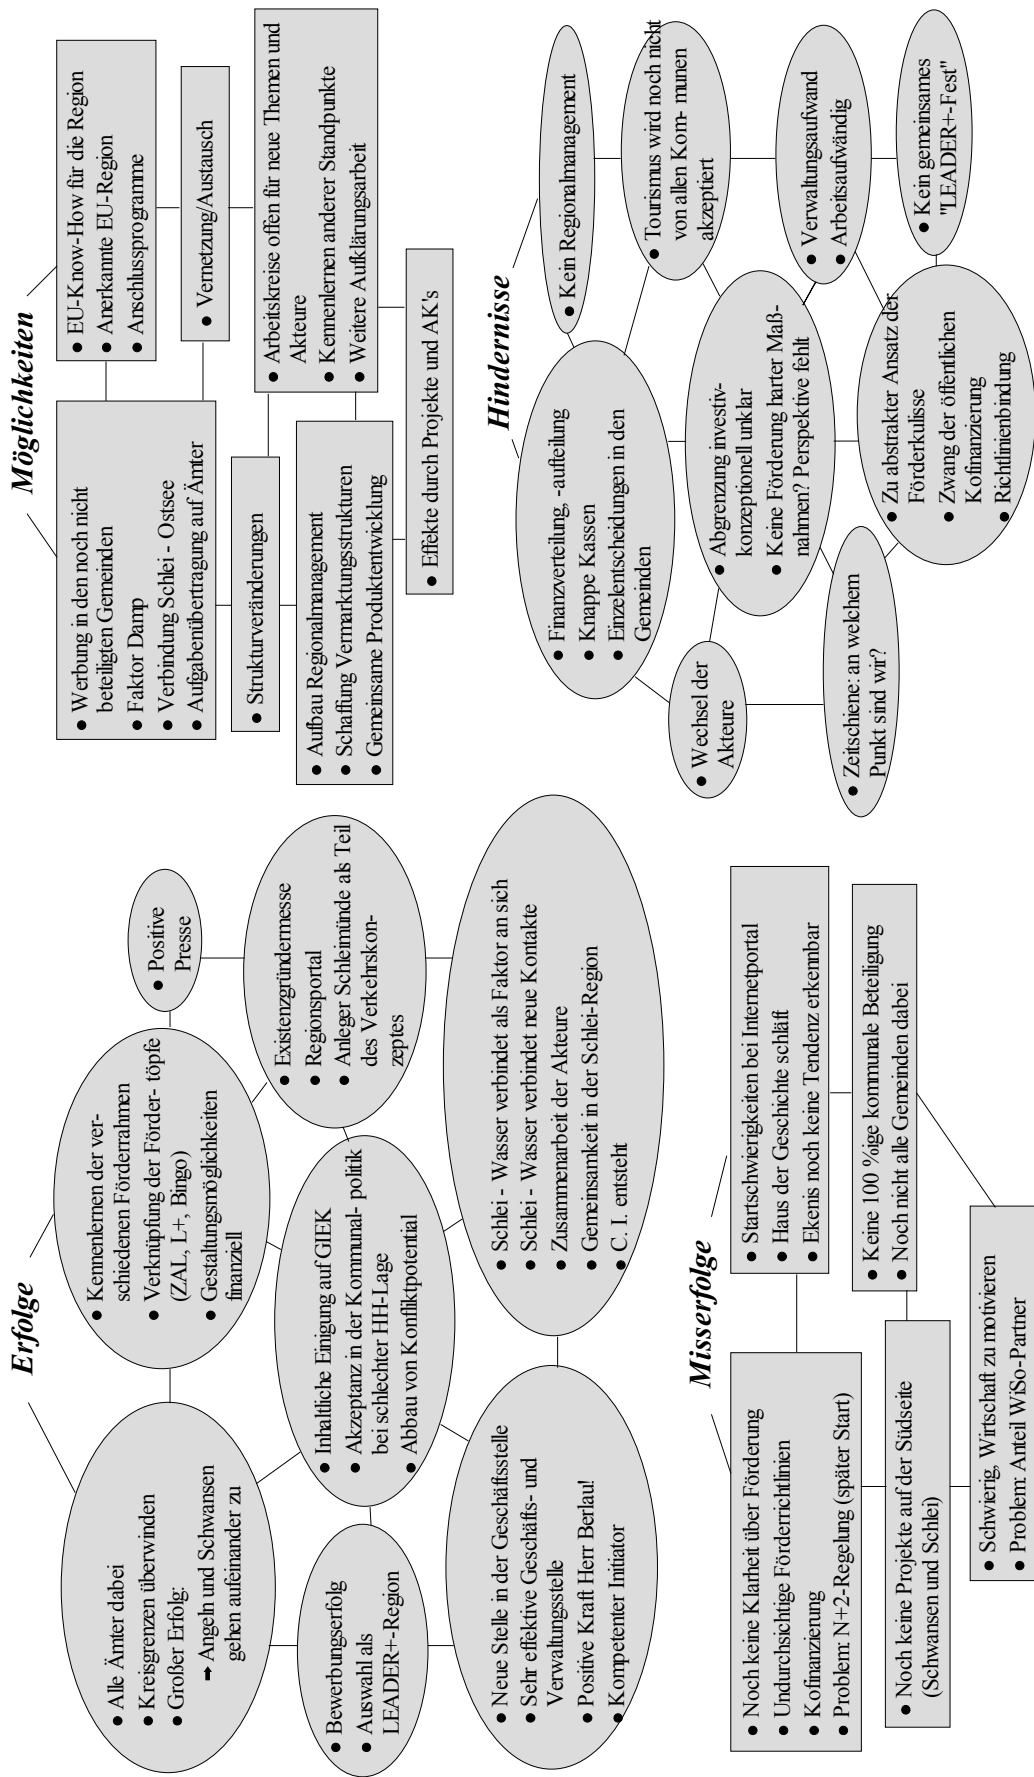 Erfolge
● Alle Ämter dabei
● Kreisgrenzen überwinden
● Großer Erfolg:
➡ Angeln und Schwansen
gehen aufeinander zu
● Kennenlernen der ver-
schiedenen Förderrahmen
● Verknüpfung der Förder- töpfe
(ZAL, L+, Bingo)
● Gestaltungsmöglichkeiten
finanziell
● Positive
Presse
● Bewerbungserfolg
● Auswahl als
LEADER+-Region
● Inhaltliche Einigung auf GIEK
● Akzeptanz in der Kommunal- politik
bei schlechter HH-Lage
● Abbau von Konfliktpotential
● Existenzgründermesse
● Regionsportal
● Anleger Schleimünde als Teil
des Verkehrskon-
zeptes
● Neue Stelle in der Geschäftsstelle
● Sehr effektive Geschäfts- und
Verwaltungsstelle
● Positive Kraft Herr Berlau!
● Kompetenter Initiator
● Schlei - Wasser verbindet als Faktor an sich
● Schlei - Wasser verbindet neue Kontakte
● Zusammenarbeit der Akteure
● Gemeinsamkeit in der Schlei-Region
● C. I. entsteht
Möglichkeiten
● Werbung in den noch nicht
beteiligten Gemeinden
● Faktor Damp
● Verbindung Schlei - Ostsee
● Aufgabenübertragung auf Ämter
● EU-Know-How für die Region
● Anerkannte EU-Region
● Anschlussprogramme
● Vernetzung/Austausch
● Strukturveränderungen
● Arbeitskreise offen für neue Themen und
Akteure
● Kennenlernen anderer Standpunkte
● Weitere Aufklärungsarbeit
● Aufbau Regionalmanagement
● Schaffung Vermarktungsstrukturen
● Gemeinsame Produktentwicklung
● Effekte durch Projekte und AK's
Misserfolge
● Noch keine Klarheit über Förderung
● Undurchsichtige Förderrichtlinien
● Kofinanzierung
● Problem: N+2-Regelung (später Start)
● Startschwierigkeiten bei Internetportal
● Haus der Geschichte schläft
● Ekenis noch keine Tendenz erkennbar
● Keine 100 %ige kommunale Beteiligung
● Noch nicht alle Gemeinden dabei
● Noch keine Projekte auf der Südseite
(Schwansen und Schlei)
● Schwierig, Wirtschaft zu motivieren
● Problem: Anteil WiSo-Partner
Hindernisse
● Finanzverteilung, -aufteilung
● Knappe Kassen
● Einzelentscheidungen in den
Gemeinden
● Kein Regionalmanagement
● Tourismus wird noch nicht
von allen Kom- munen
akzeptiert
● Wechsel der
Akteure
● Abgrenzung investiv-
konzeptionell unklar
● Keine Förderung harter Maß-
nahmen? Perspektive fehlt
● Verwaltungsaufwand
● Arbeitsaufwändig
● Zeitschiene: an welchem
Punkt sind wir?
● Zu abstrakter Ansatz der
Förderkulisse
● Zwang der öffentlichen
Kofinanzierung
● Richtlinienbindung
● Kein gemeinsames
"LEADER+-Fest"